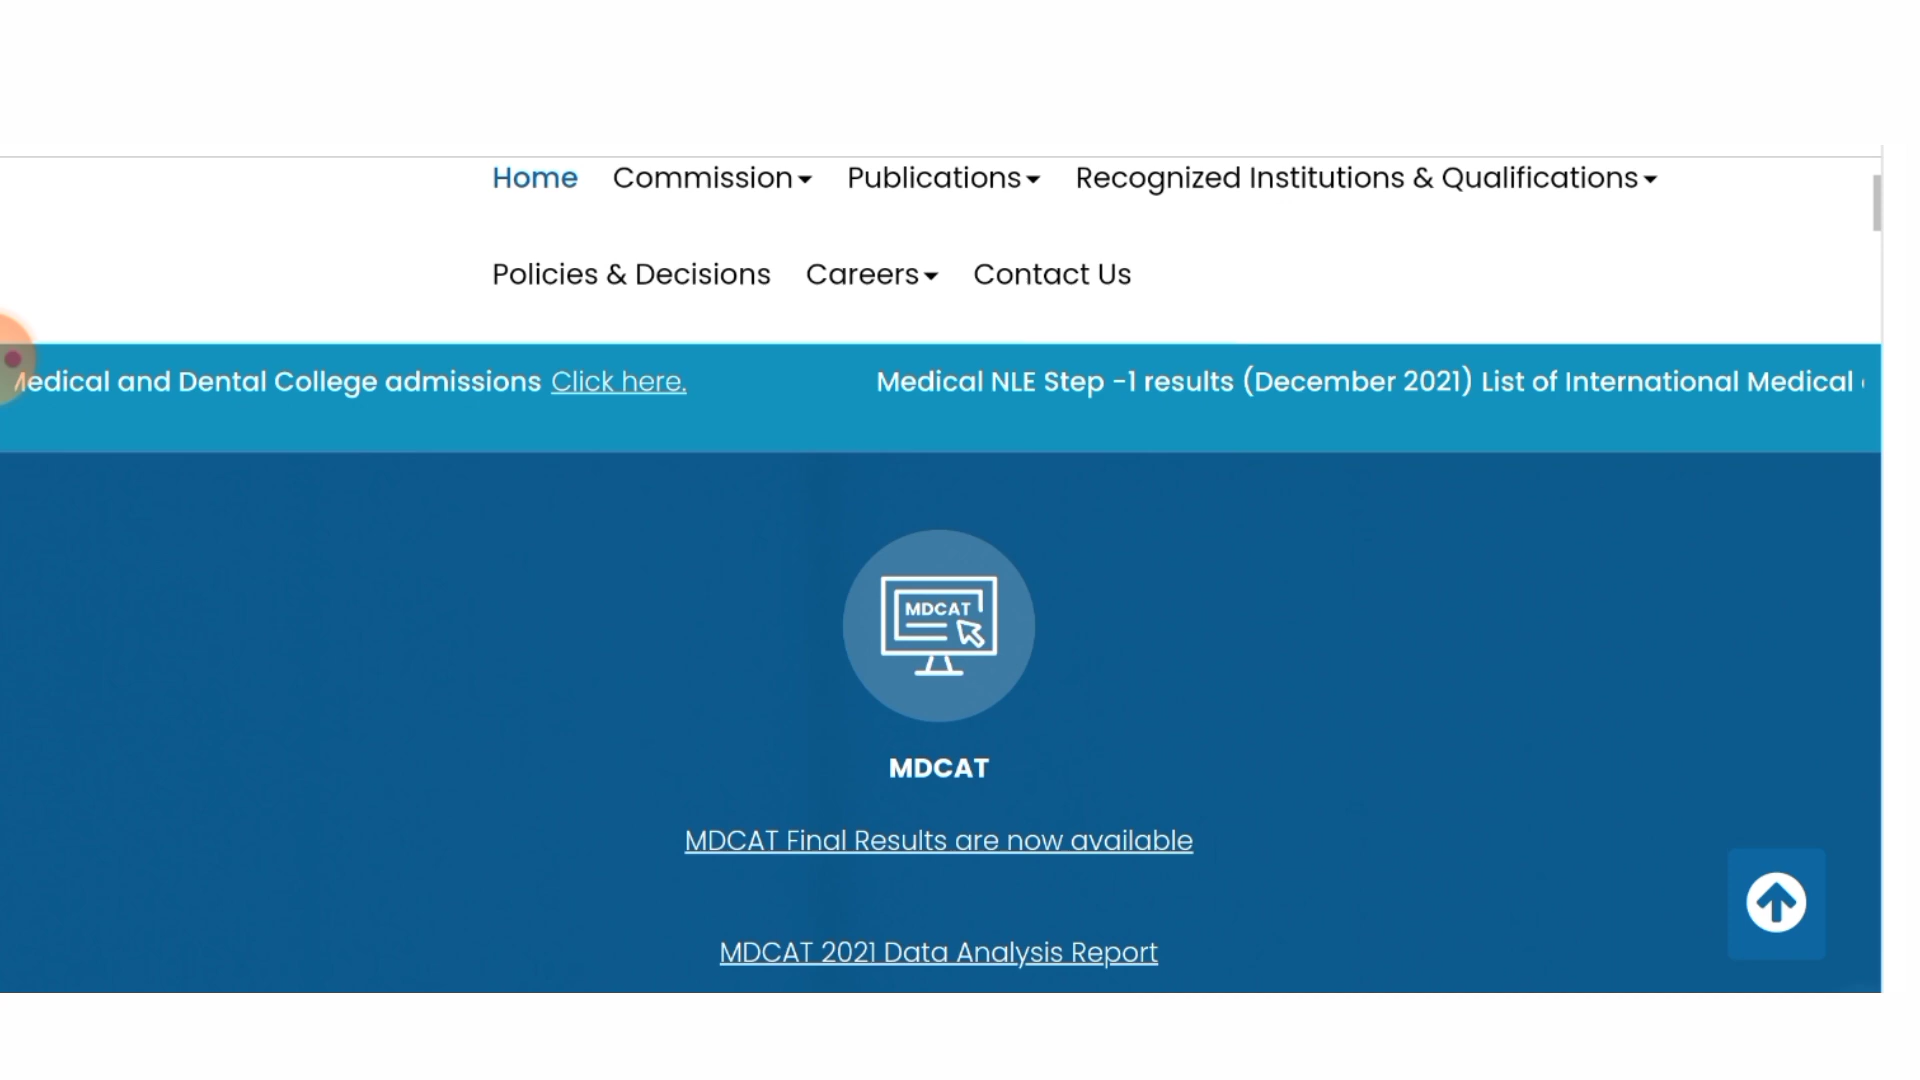 Home Commission Publications Recognized Institutions & Qualifications
Policies & Decisions Careers Contact Us
and Dental College admissions Click here. Medical NLE Step -1 results (December 2021) List of International Medical
MDCAT
MDCAT
MDCAT Final Results are now available
MDCAT 2021 Data Analysis Report